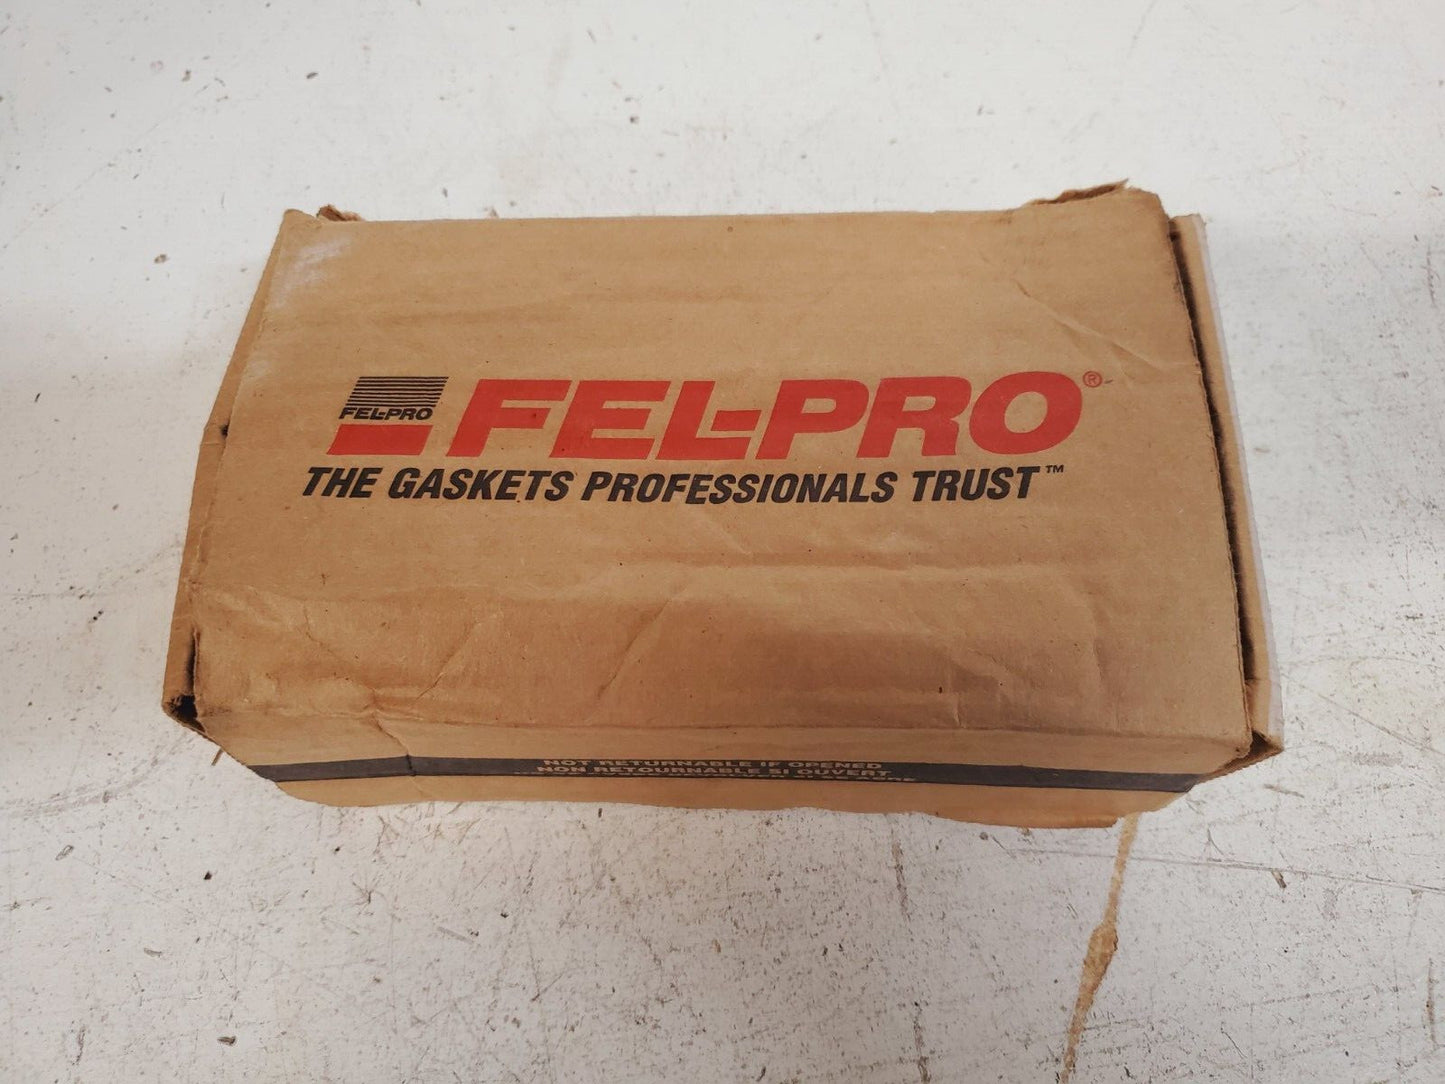 FEL-PRO
FEL-PRO®
THE GASKETS PROFESSIONALS TRUST™
NOT RETURNABLE IF OPENED
NON RETOURNABLE SI OUVERT